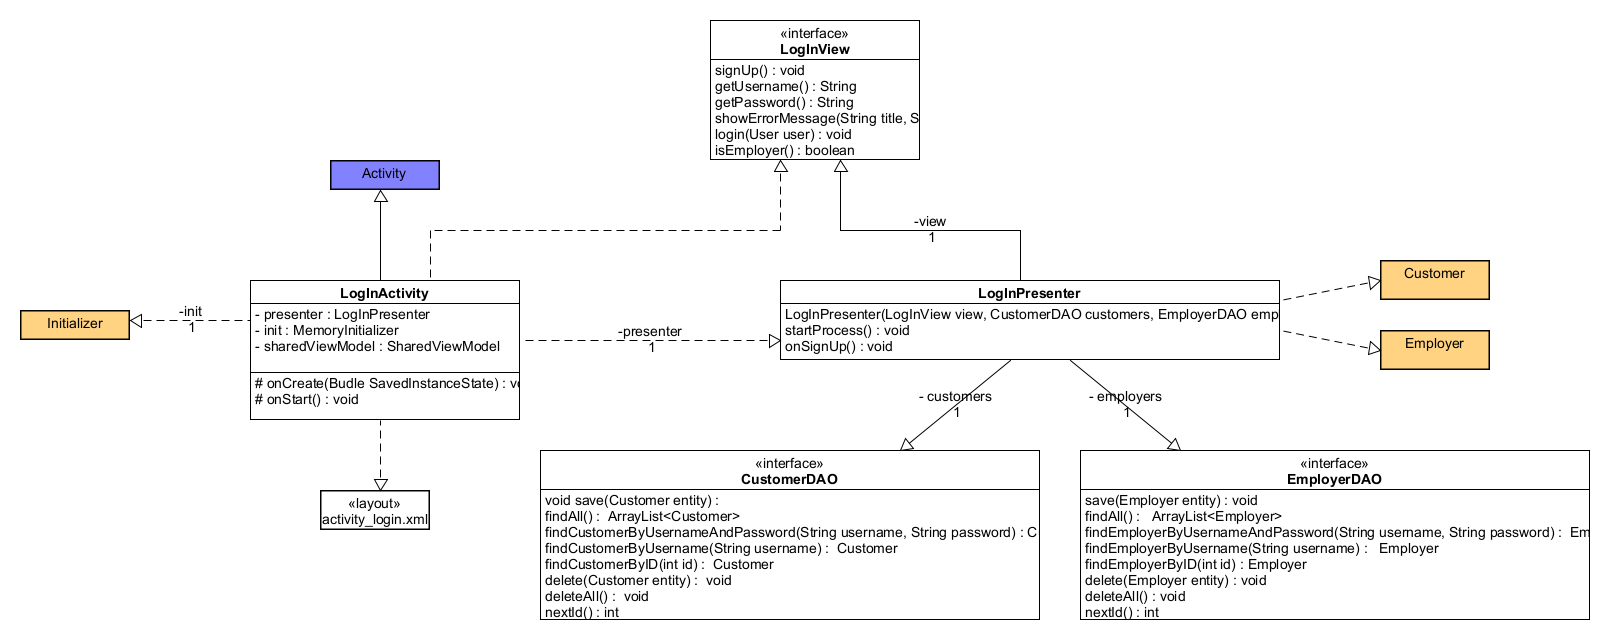 «interface»
LogInView
signUp() : void
getUsername() : String
getPassword() : String
showErrorMessage(String title, S
login(User user) : void
isEmployer() : boolean
Activity
-view
1
LogInActivity
- presenter : LogInPresenter
- init : MemoryInitializer
- sharedViewModel : SharedViewModel
# onCreate(Budle SavedInstanceState) : vo
# onStart() : void
Initializer
-init
1
-presenter
1
LogInPresenter
LogInPresenter(LogInView view, CustomerDAO customers, EmployerDAO emp
startProcess() : void
onSignUp() : void
Customer
Employer
- customers
1
- employers
1
«layout»
activity_login.xml
«interface»
CustomerDAO
void save(Customer entity) :
findAll() : ArrayList<Customer>
findCustomerByUsernameAndPassword(String username, String password) : C
findCustomerByUsername(String username) : Customer
findCustomerByID(int id) : Customer
delete(Customer entity) : void
deleteAll() : void
nextId() : int
«interface»
EmployerDAO
save(Employer entity) : void
findAll() : ArrayList<Employer>
findEmployerByUsernameAndPassword(String username, String password) : Em
findEmployerByUsername(String username) : Employer
findEmployerByID(int id) : Employer
delete(Employer entity) : void
deleteAll() : void
nextId() : int